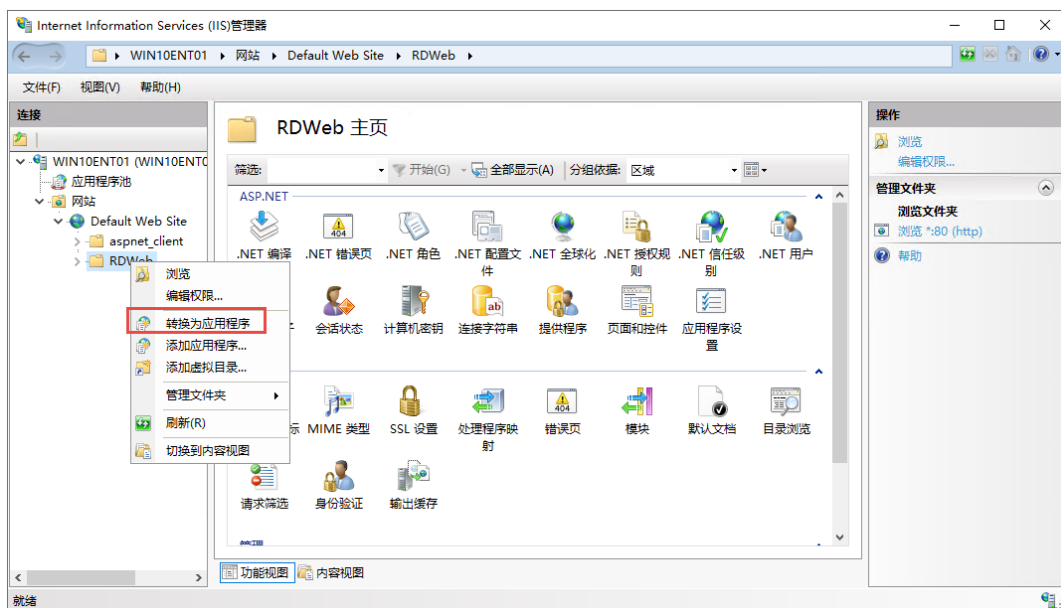 Internet Information Services (IIS)管理器
WIN10ENT01 网站 Default Web Site RDWeb
文件(F) 视图(V) 帮助(H)
连接
WIN10ENT01 (WIN10ENTC
应用程序池
网站
Default Web Site
aspnet_client
RDWeb
浏览
编辑权限...
转换为应用程序
添加应用程序...
添加虚拟目录...
管理文件夹
刷新(R)
切换到内容视图
RDWeb 主页
筛选: 开始(G) 全部显示(A) 分组依据: 区域
ASP.NET
.NET 编译 .NET 错误页 .NET 角色 .NET 配置文件 .NET 全球化 .NET 授权规则 .NET 信任级别 .NET 用户
会话状态 计算机密钥 连接字符串 提供程序 页面和控件 应用程序设置
标 MIME 类型 SSL 设置 处理程序映射 错误页 模块 默认文档 目录浏览
请求筛选 身份验证 输出缓存
管理
功能视图 内容视图
操作
浏览
编辑权限...
管理文件夹
浏览文件夹
浏览 *:80 (http)
帮助
就绪